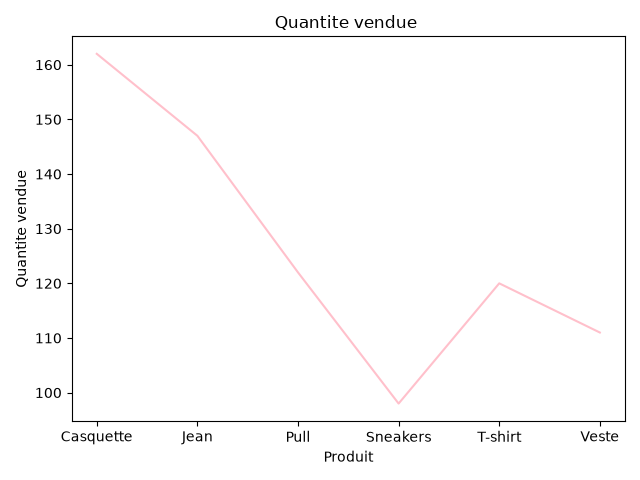 Quantite vendue
160
150
140
130
120
110
100
Quantite vendue
Casquette Jean Pull Sneakers T-shirt Veste
Produit